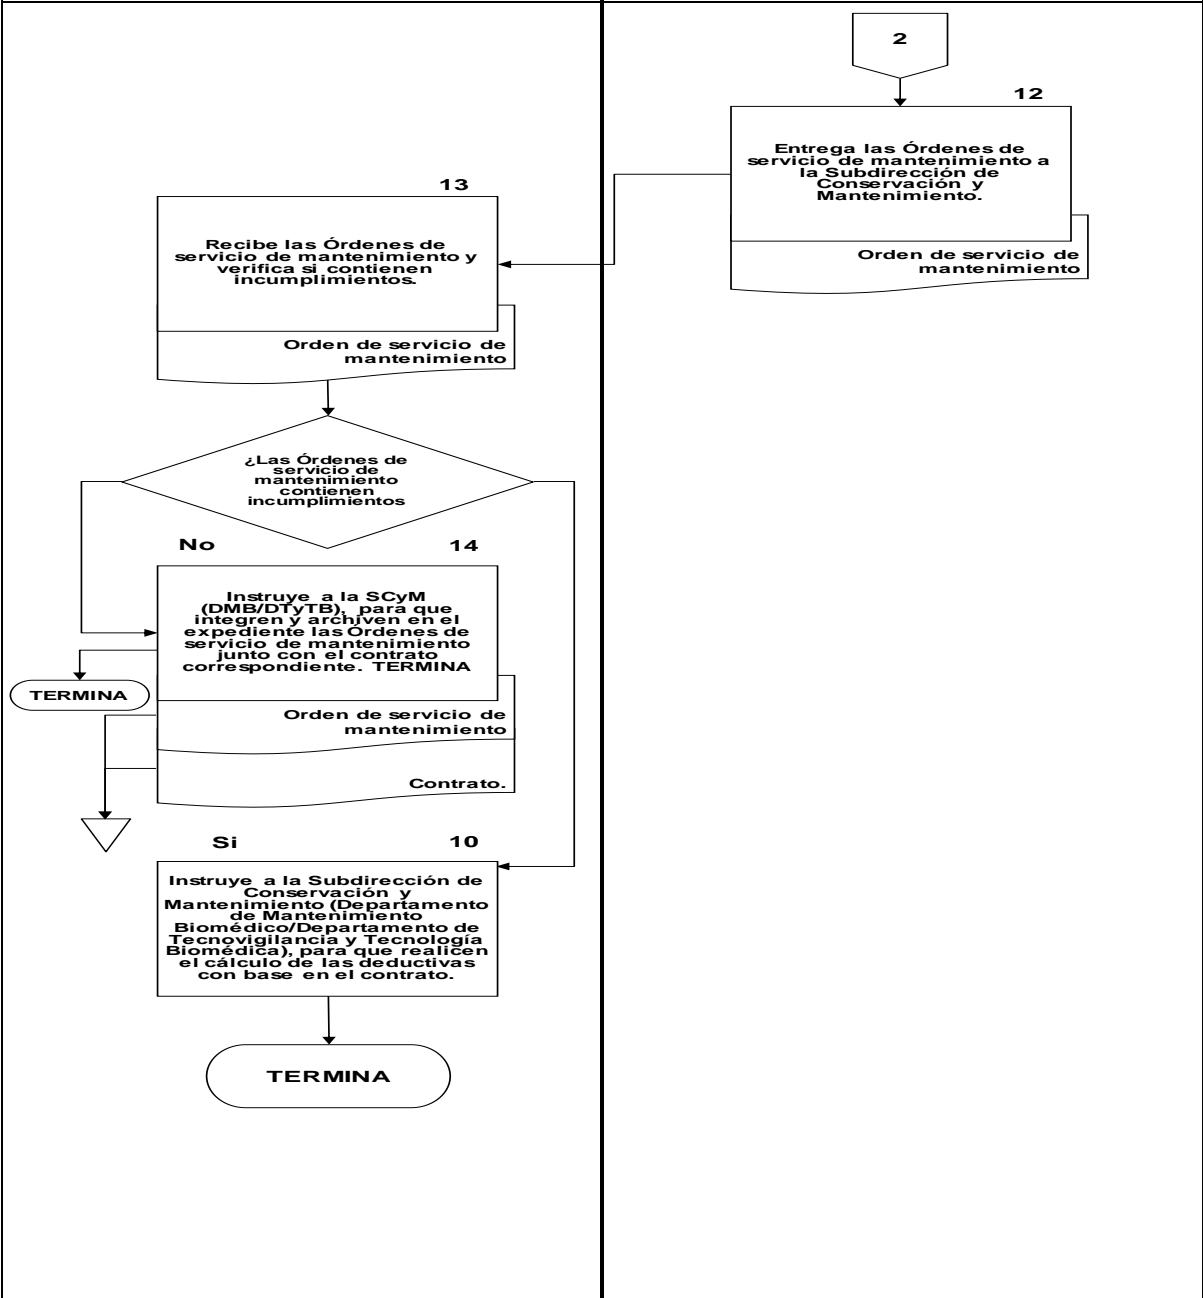 2
12
Entrega las Órdenes de
servicio de mantenimiento a
la Subdirección de
Conservación y
Mantenimiento.
Orden de servicio de
mantenimiento
13
Recibe las Órdenes de
servicio de mantenimiento y
verifica si contienen
incumplimientos.
Orden de servicio de
mantenimiento
¿Las Órdenes de
servicio de
mantenimiento
contienen
incumplimientos
No
14
Instruye a la SCyM
(DMB/DTyTB), para que
integren y archiven en el
expediente las Órdenes de
servicio de mantenimiento
junto con el contrato
correspondiente. TERMINA
TERMINA
Orden de servicio de
mantenimiento
Contrato.
Si
10
Instruye a la Subdirección de
Conservación y
Mantenimiento (Departamento
de Mantenimiento
Biomédico/Departamento de
Tecnovigilancia y Tecnología
Biomédica), para que realicen
el cálculo de las deductivas
con base en el contrato.
TERMINA